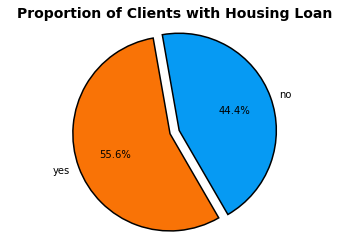 Proportion of Clients with Housing Loan
no
44.4%
55.6%
yes